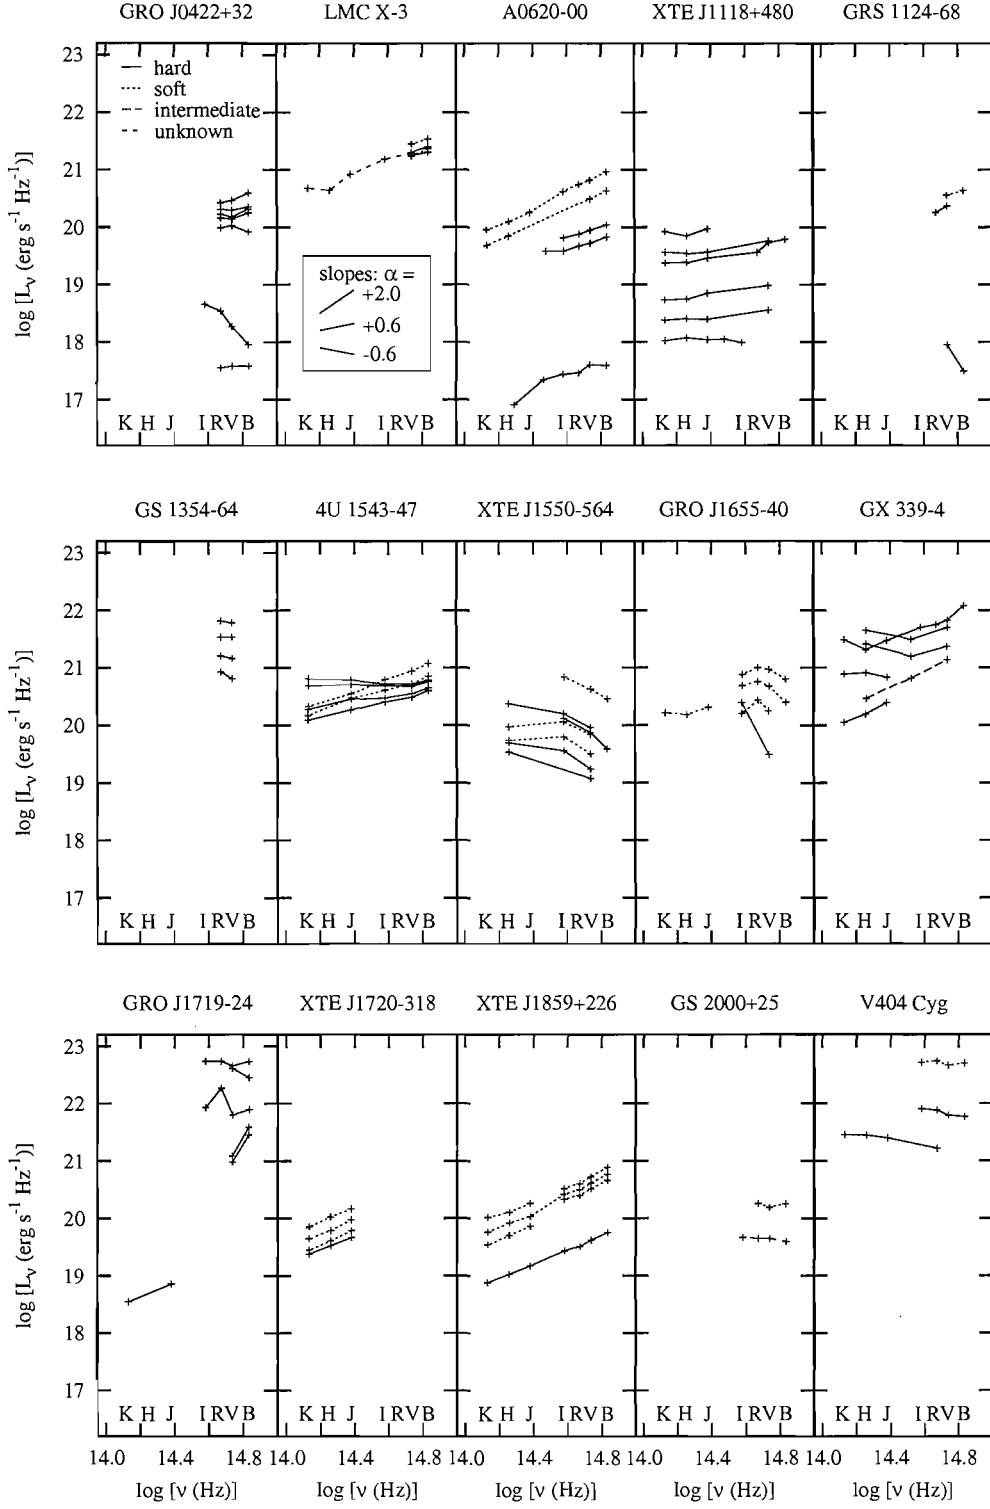 GRO J0422+32 LMC X-3 A0620-00 XTE J1118+480 GRS 1124-68
hard
soft
intermediate
unknown
slopes: α =
+2.0
+0.6
-0.6
23
22
21
20
19
18
17
log [Lν (erg s-1 Hz-1)]
K H J I R V B K H J I R V B K H J I R V B K H J I R V B K H J I R V B
GS 1354-64 4U 1543-47 XTE J1550-564 GRO J1655-40 GX 339-4
23
22
21
20
19
18
17
log [Lν (erg s-1 Hz-1)]
K H J I R V B K H J I R V B K H J I R V B K H J I R V B K H J I R V B
GRO J1719-24 XTE J1720-318 XTE J1859+226 GS 2000+25 V404 Cyg
23
22
21
20
19
18
17
log [Lν (erg s-1 Hz-1)]
K H J I R V B K H J I R V B K H J I R V B K H J I R V B K H J I R V B
14.0 14.4 14.8 14.0 14.4 14.8 14.0 14.4 14.8 14.0 14.4 14.8 14.0 14.4 14.8
log [ν (Hz)] log [ν (Hz)] log [ν (Hz)] log [ν (Hz)] log [ν (Hz)]